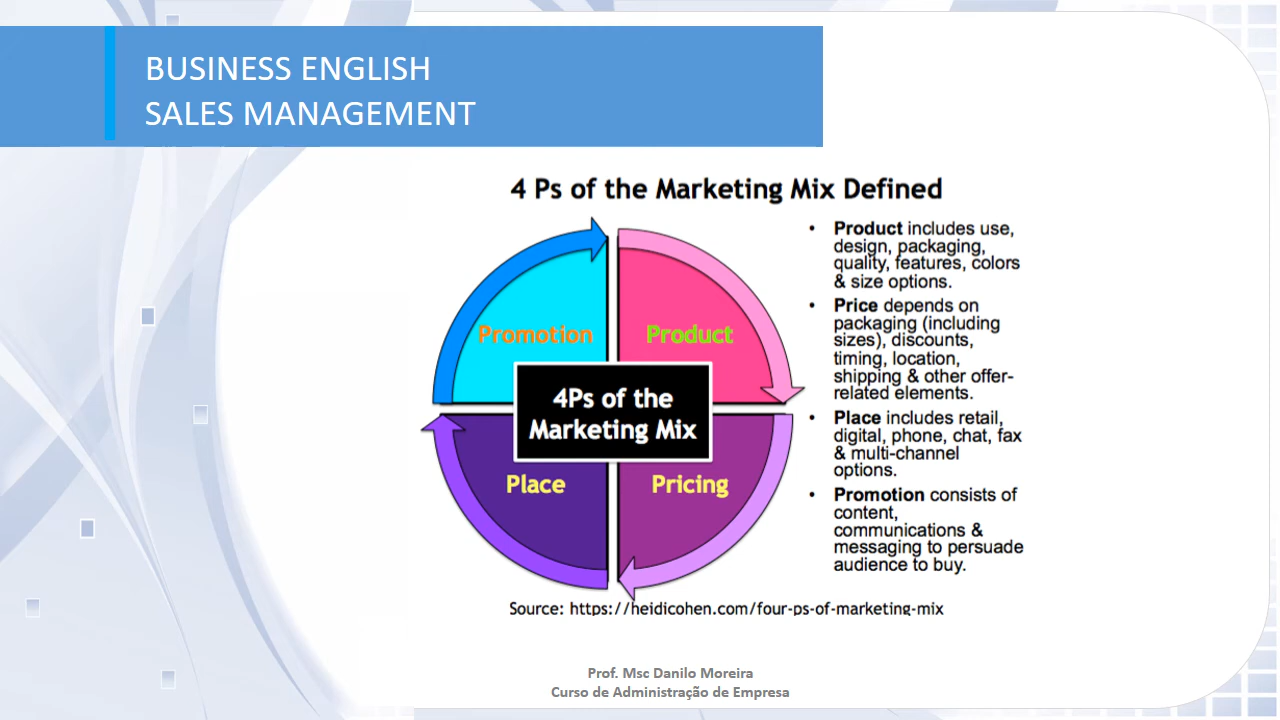 BUSINESS ENGLISH
SALES MANAGEMENT
4 Ps of the Marketing Mix Defined
Promotion
Product
4Ps of the
Marketing Mix
Place
Pricing
• Product includes use,
design, packaging,
quality, features, colors
& size options.
• Price depends on
packaging (including
sizes), discounts,
timing, location,
shipping & other offer-
related elements.
• Place includes retail,
digital, phone, chat, fax
& multi-channel
options.
• Promotion consists of
content,
communications &
messaging to persuade
audience to buy.
Source: https://heidicohen.com/four-ps-of-marketing-mix
Prof. Msc Danilo Moreira
Curso de Administração de Empresa